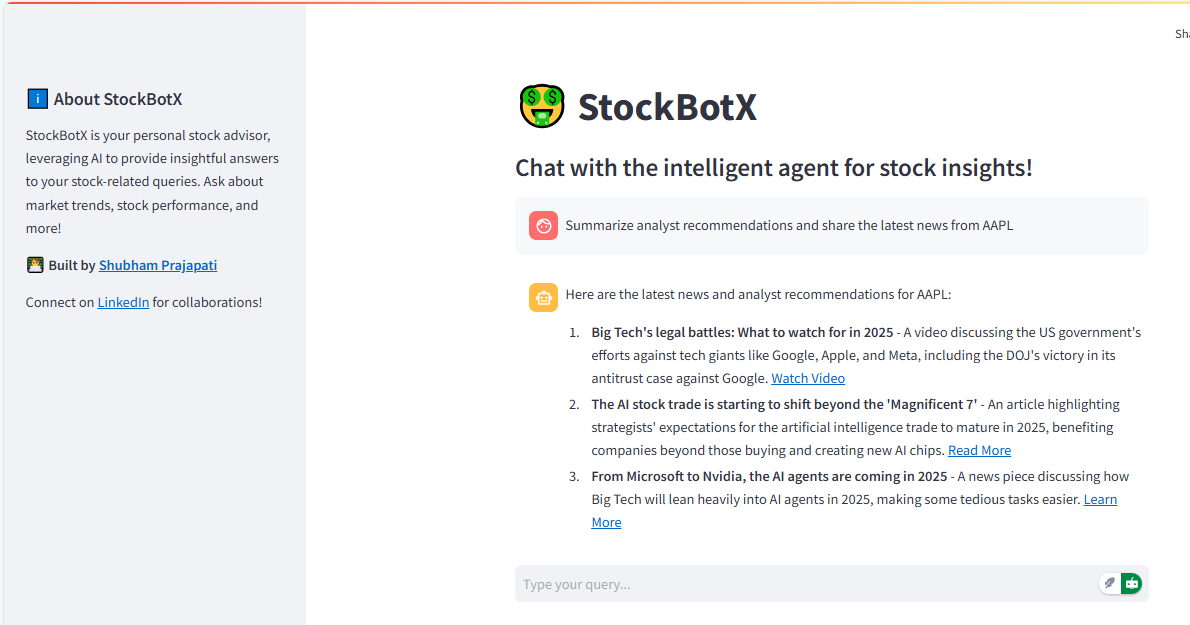 Sha
About StockBotX
StockBotX is your personal stock advisor,
leveraging AI to provide insightful answers
to your stock-related queries. Ask about
market trends, stock performance, and
more!
Built by Shubham Prajapati
Connect on LinkedIn for collaborations!
StockBotX
Chat with the intelligent agent for stock insights!
Summarize analyst recommendations and share the latest news from AAPL
Here are the latest news and analyst recommendations for AAPL:
1. Big Tech's legal battles: What to watch for in 2025 - A video discussing the US government's
efforts against tech giants like Google, Apple, and Meta, including the DOJ's victory in its
antitrust case against Google. Watch Video
2. The AI stock trade is starting to shift beyond the 'Magnificent 7' - An article highlighting
strategists' expectations for the artificial intelligence trade to mature in 2025, benefiting
companies beyond those buying and creating new AI chips. Read More
3. From Microsoft to Nvidia, the AI agents are coming in 2025 - A news piece discussing how
Big Tech will lean heavily into AI agents in 2025, making some tedious tasks easier. Learn
More
Type your query...